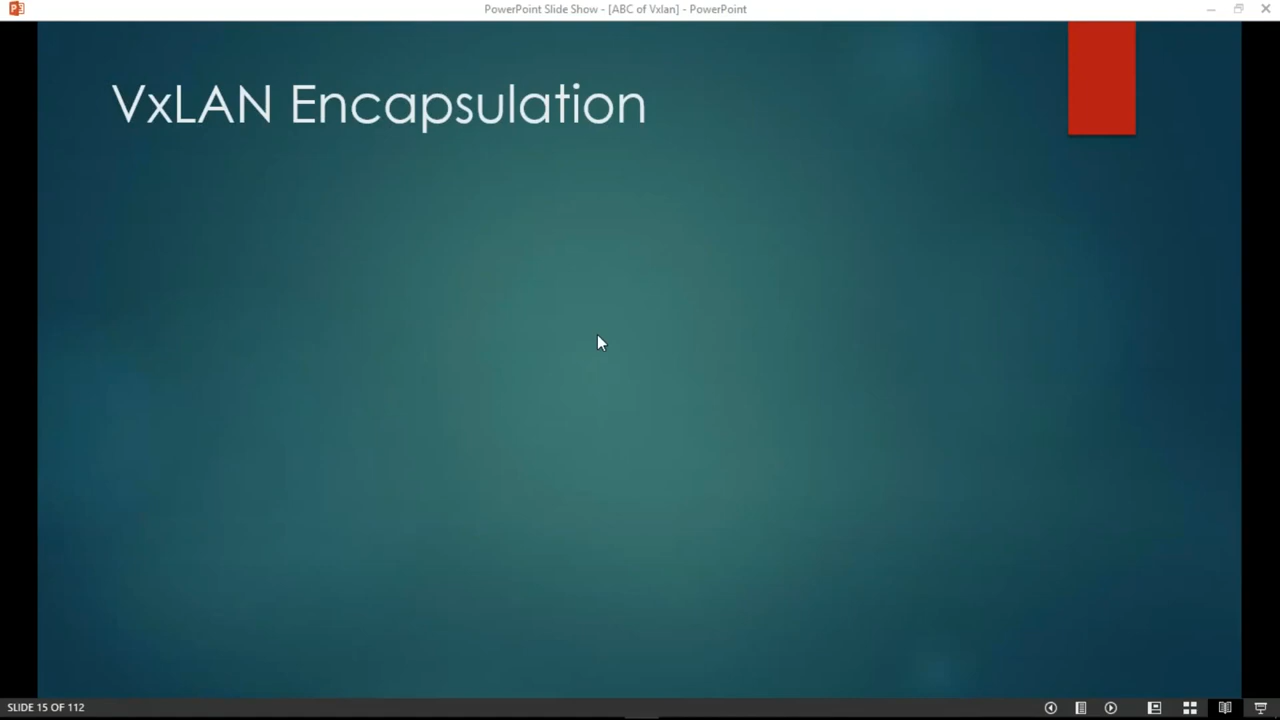 PowerPoint Slide Show - [ABC of Vxlan] - PowerPoint
VxLAN Encapsulation
SLIDE 15 OF 112